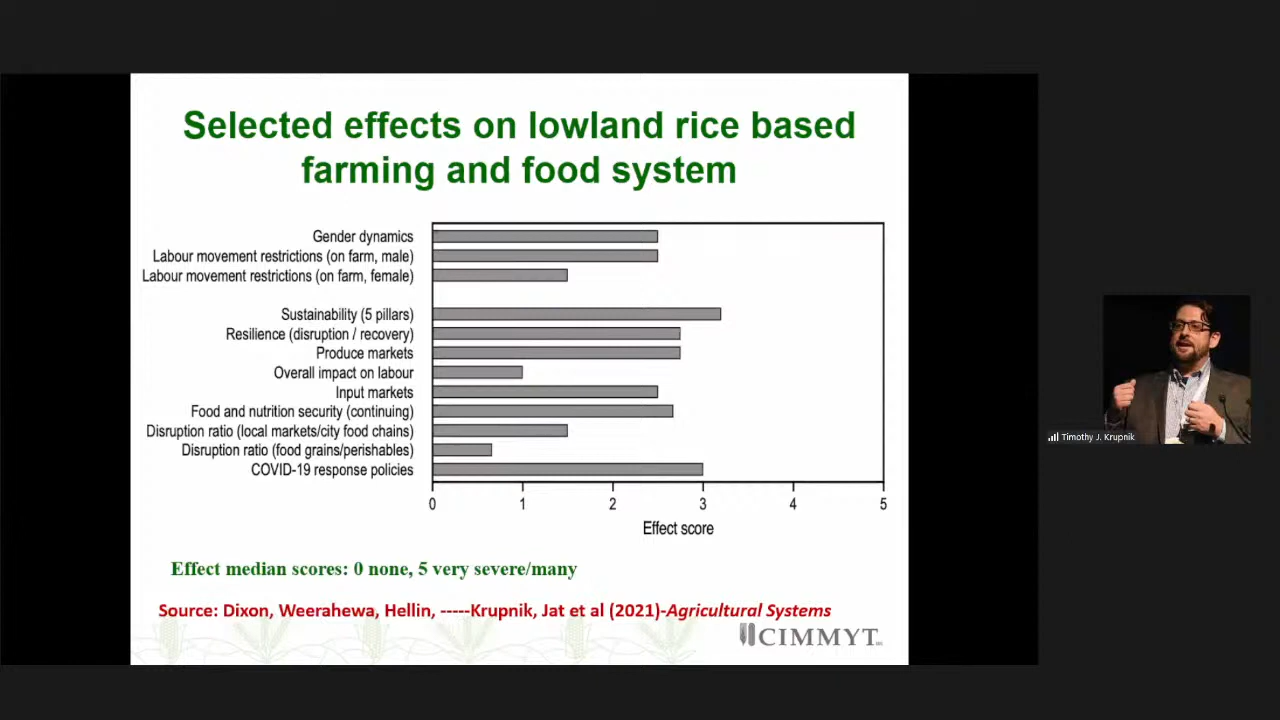 Selected effects on lowland rice based
farming and food system
Gender dynamics
Labour movement restrictions (on farm, male)
Labour movement restrictions (on farm, female)
Sustainability (5 pillars)
Resilience (disruption / recovery)
Produce markets
Overall impact on labour
Input markets
Food and nutrition security (continuing)
Disruption ratio (local markets/city food chains)
Disruption ratio (food grains/perishables)
COVID-19 response policies
0 1 2 3 4 5
Effect score
Effect median scores: 0 none, 5 very severe/many
Source: Dixon, Weerahewa, Hellin, -----Krupnik, Jat et al (2021)-Agricultural Systems
CIMMYT
Timothy J. Krupnik